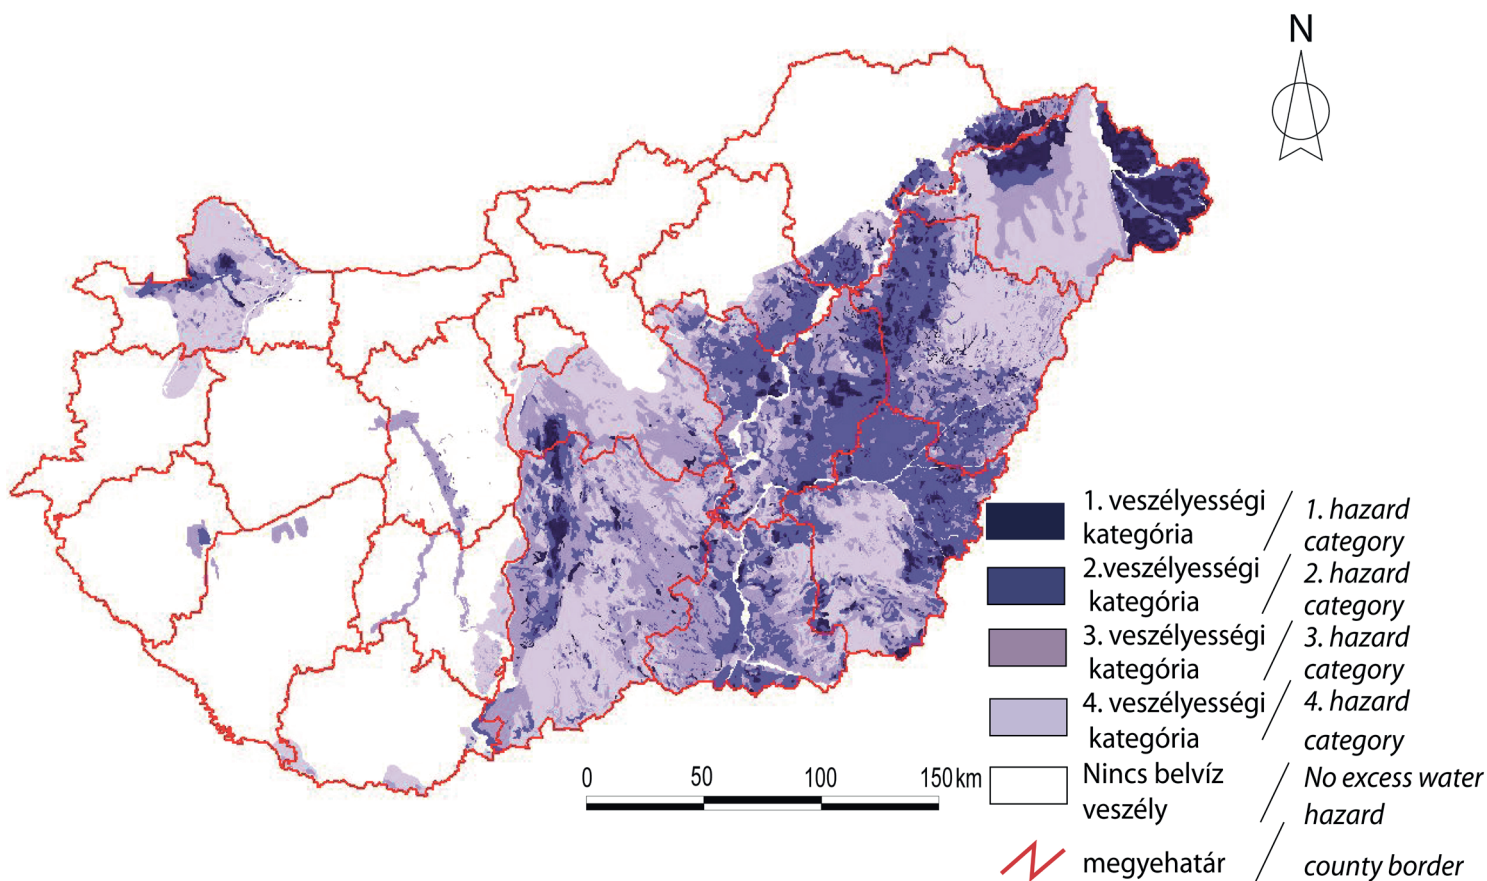 N
1. veszélyességi
kategória
1. hazard
category
2.veszélyességi
kategória
2. hazard
category
3. veszélyességi
kategória
3. hazard
category
4. veszélyességi
kategória
4. hazard
category
Nincs belvíz
veszély
No excess water
hazard
megyehatár
county border
0 50 100 150 km